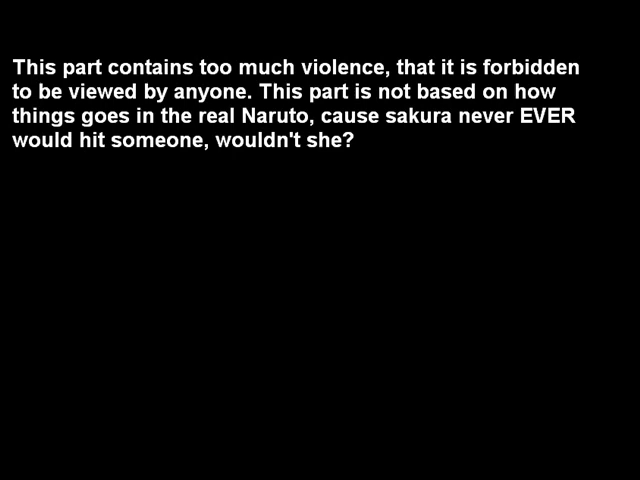 This part contains too much violence, that it is forbidden
to be viewed by anyone. This part is not based on how
things goes in the real Naruto, cause sakura never EVER
would hit someone, wouldn't she?